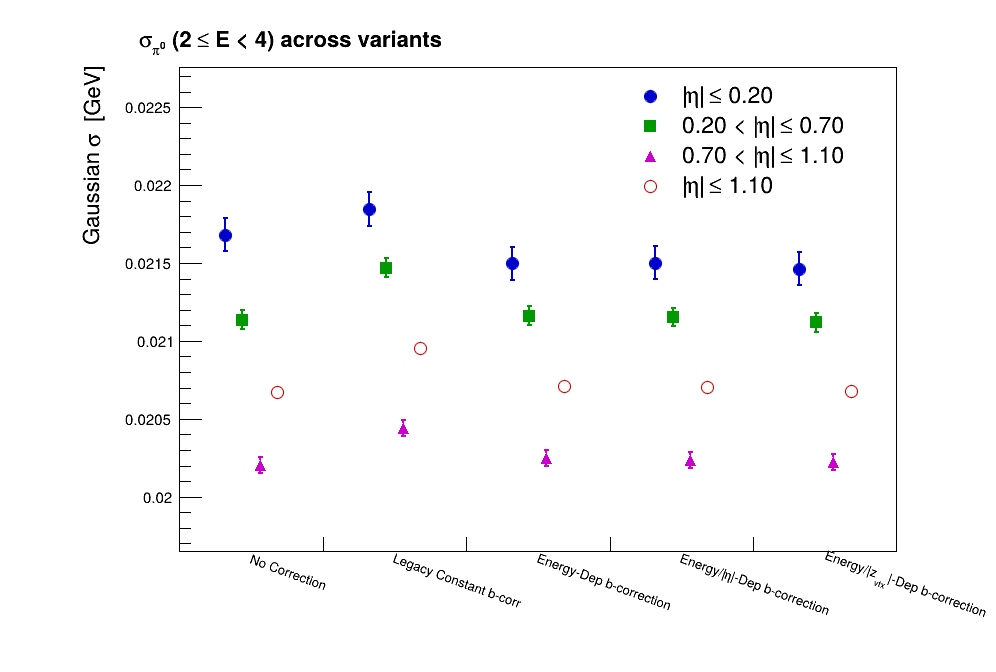 σπ⁰ (2 ≤ E < 4) across variants
Gaussian σ [GeV]
0.0225
0.022
0.0215
0.021
0.0205
0.02
|η| ≤ 0.20
0.20 < |η| ≤ 0.70
0.70 < |η| ≤ 1.10
|η| ≤ 1.10
No Correction
Legacy Constant b-corr
Energy-Dep b-correction
Energy/|η|-Dep b-correction
Energy/|z_vtx|-Dep b-correction